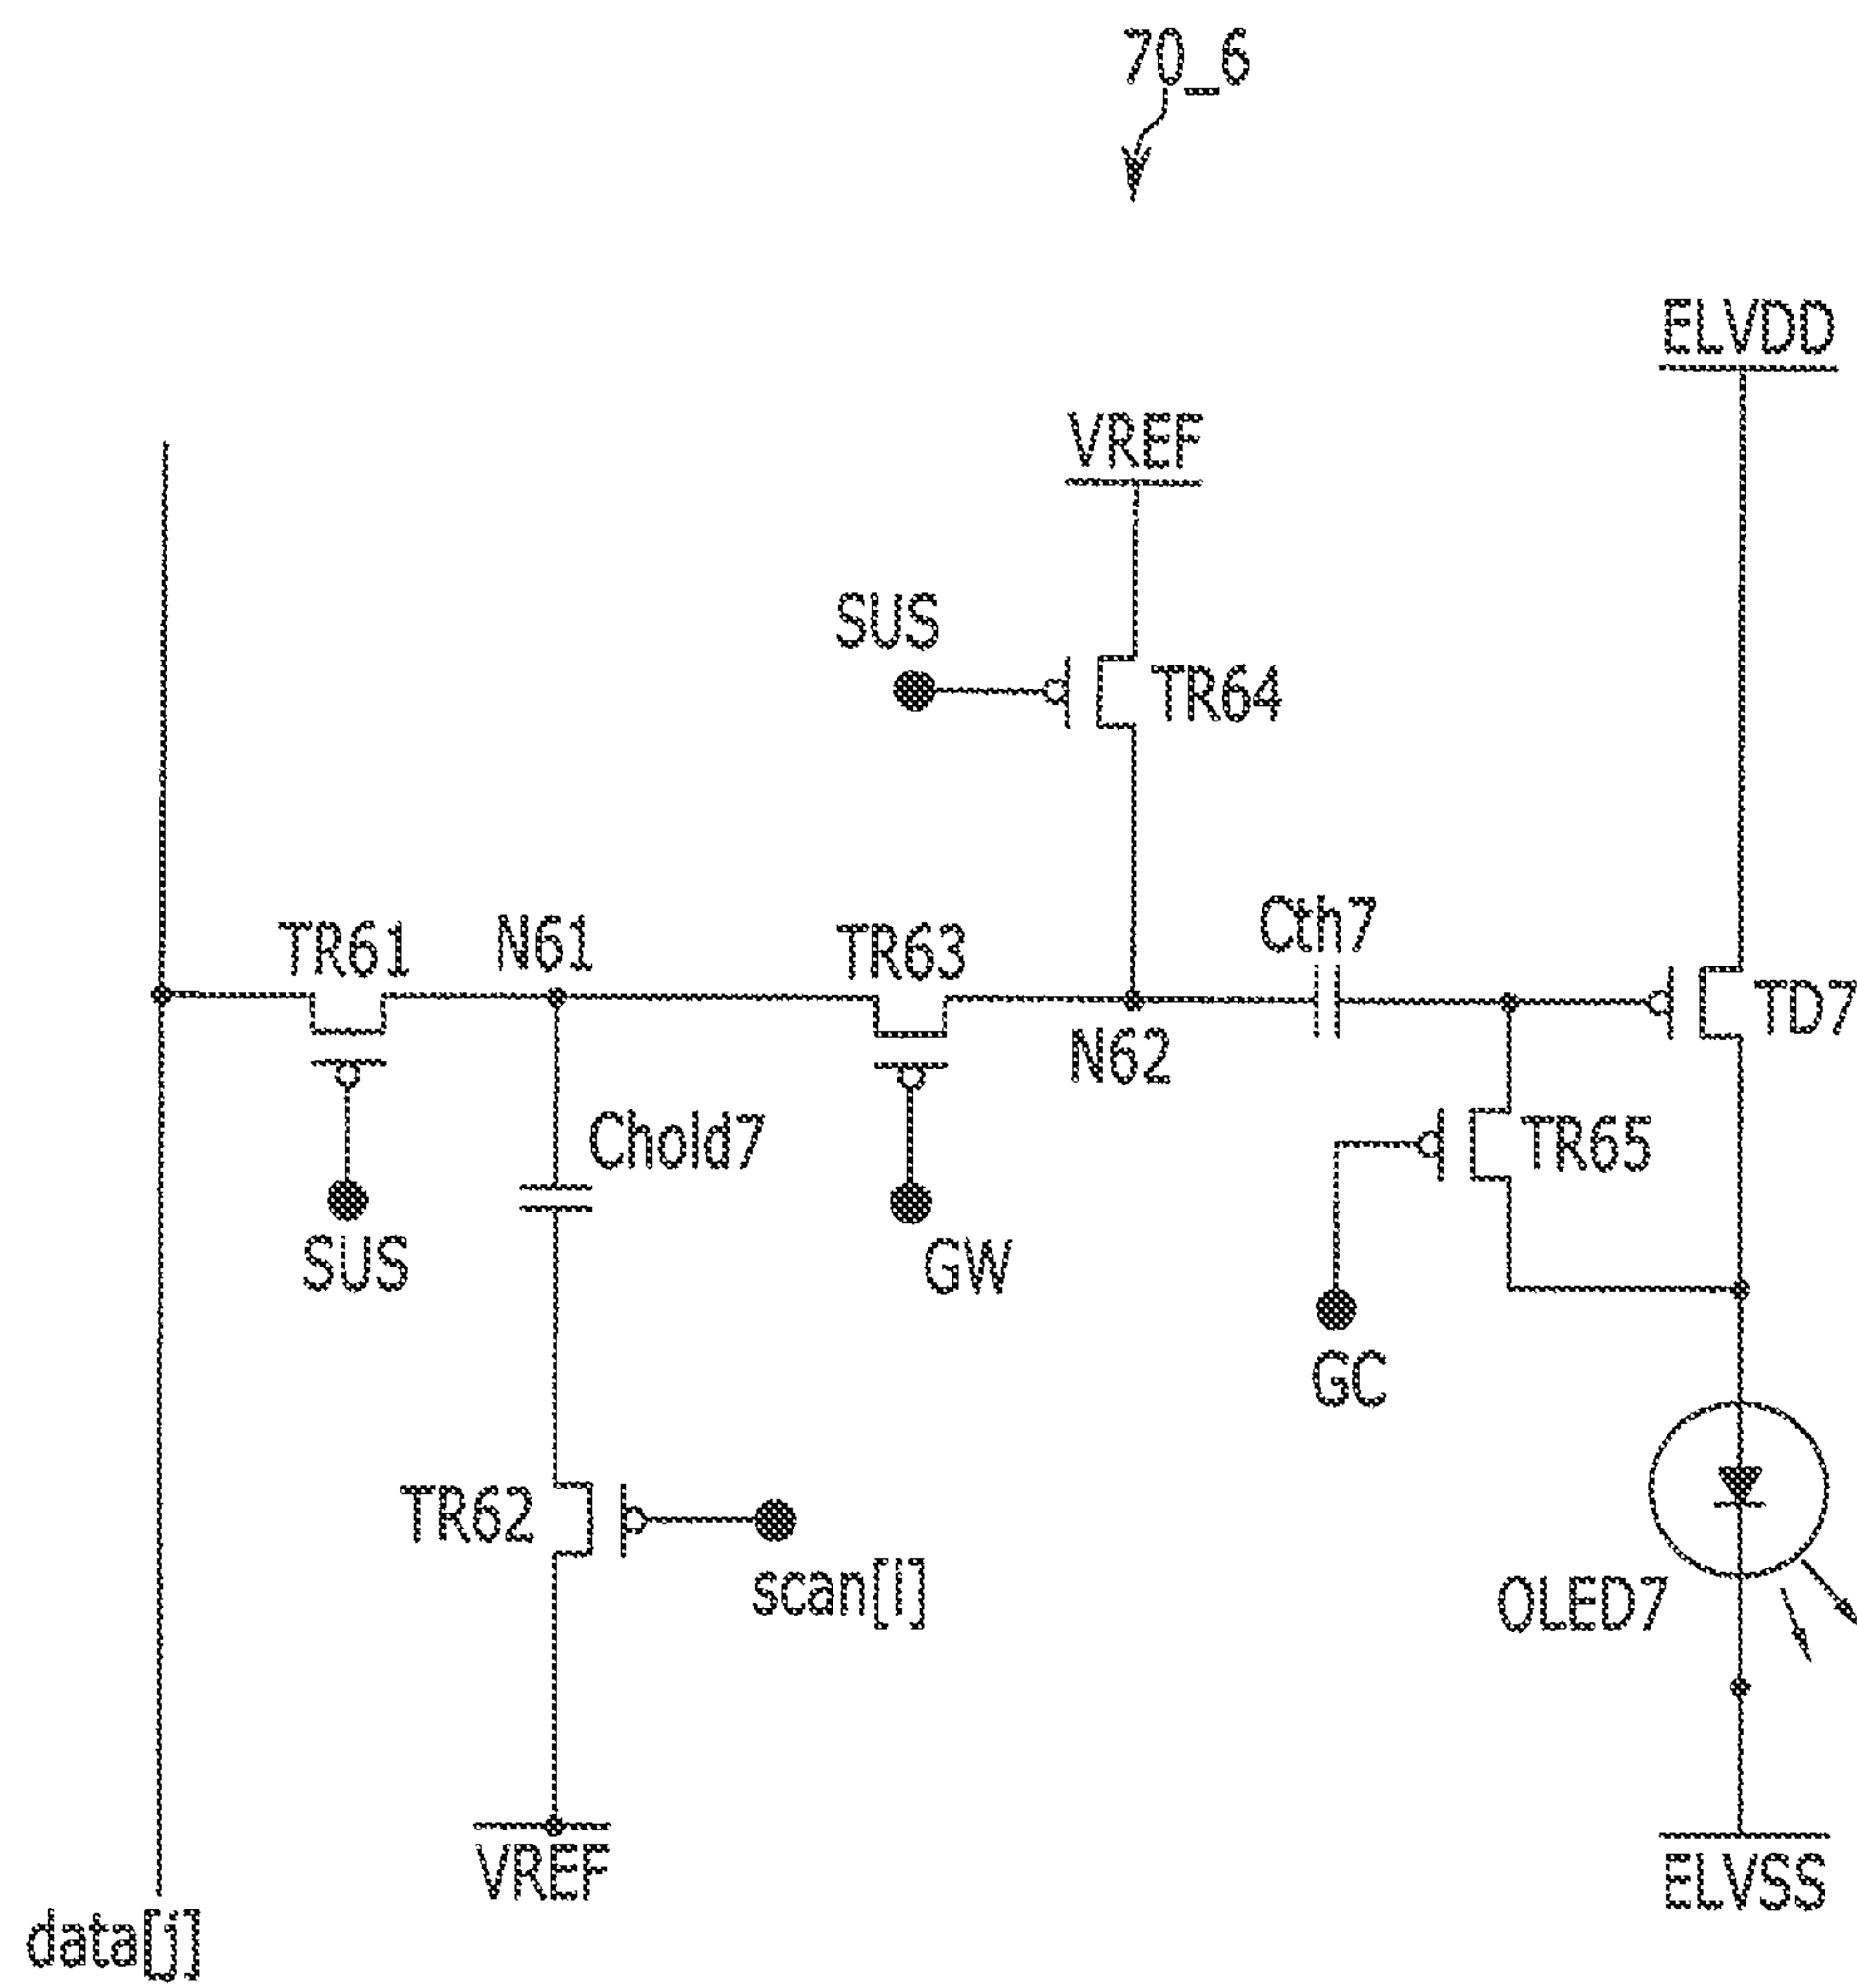 70_6
ELVDD
VREF
SUS
TR64
Cth7
TR61
N61
TR63
TD7
N62
Chold7
TR65
SUS
GW
GC
TR62
scan[i]
OLED7
VREF
ELVSS
data[j]